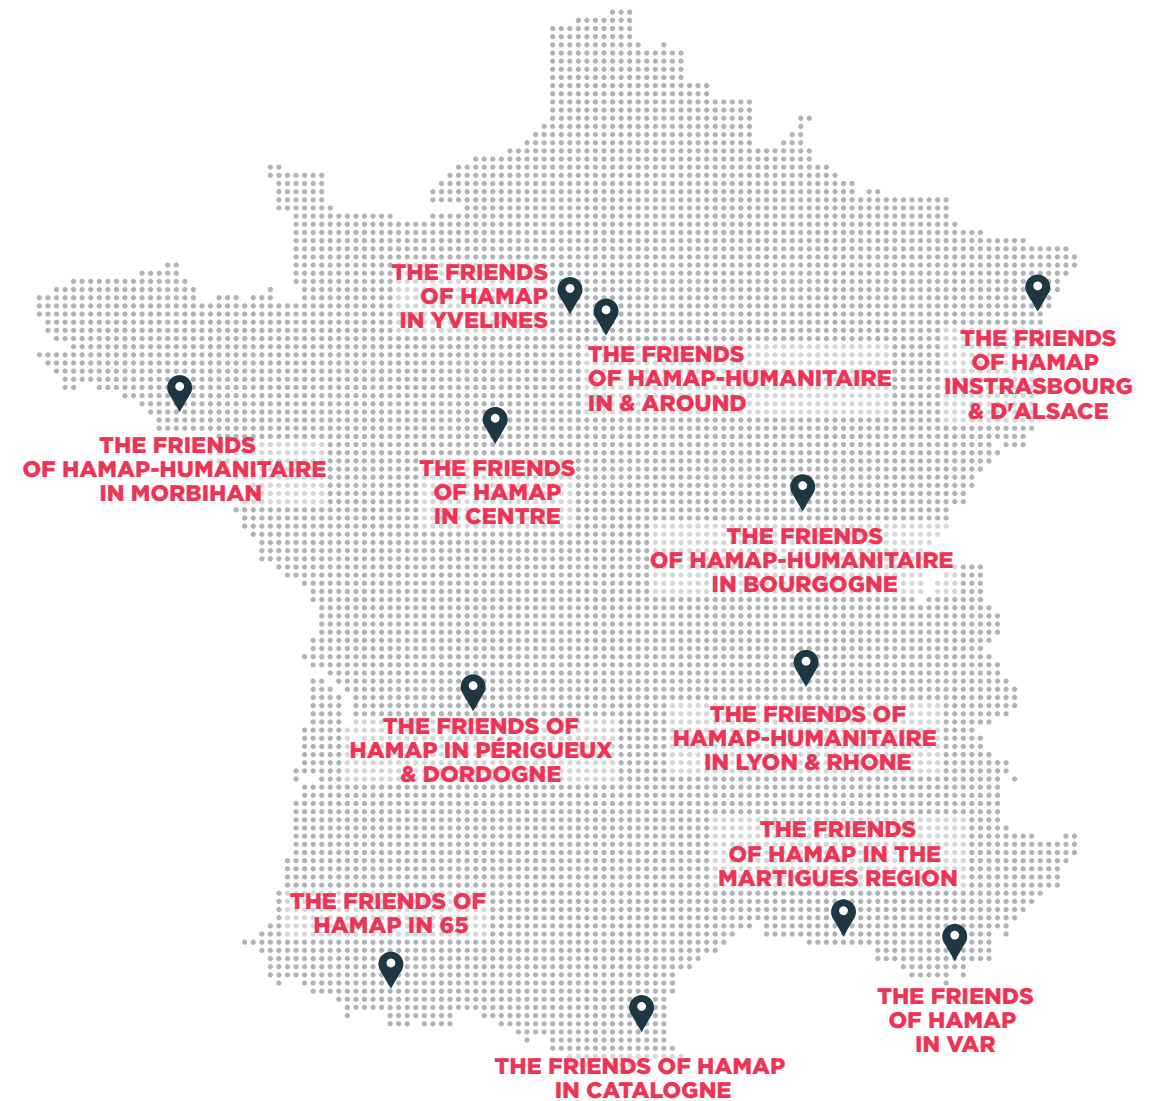 THE FRIENDS
OF HAMAP
IN YVELINES
THE FRIENDS
OF HAMAP-HUMANITAIRE
IN & AROUND
THE FRIENDS
OF HAMAP
INSTRASBOURG
& D'ALSACE
THE FRIENDS
OF HAMAP-HUMANITAIRE
IN MORBIHAN
THE FRIENDS
OF HAMAP
IN CENTRE
THE FRIENDS
OF HAMAP-HUMANITAIRE
IN BOURGOGNE
THE FRIENDS OF
HAMAP IN PÉRIGUEUX
& DORDOGNE
THE FRIENDS OF
HAMAP-HUMANITAIRE
IN LYON & RHONE
THE FRIENDS
OF HAMAP IN THE
MARTIGUES REGION
THE FRIENDS OF
HAMAP IN 65
THE FRIENDS
OF HAMAP
IN VAR
THE FRIENDS OF HAMAP
IN CATALOGNE